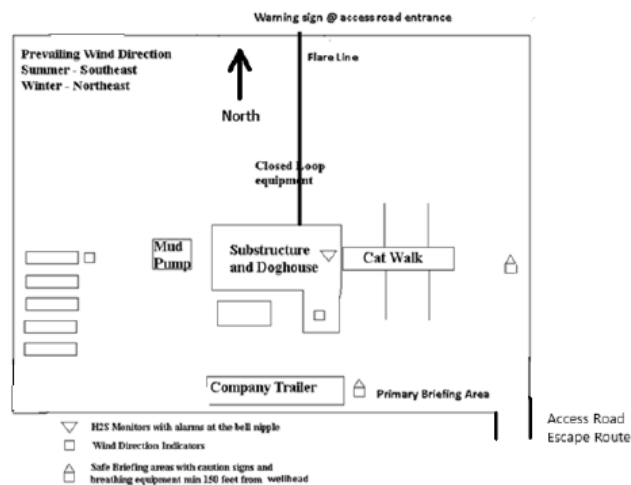 Warning sign @ access road entrance
Prevailing Wind Direction
Summer - Southeast
Winter - Northeast
Flare Line
North
Closed Loop
equipment
Mud
Pump
Substructure
and Doghouse
Cat Walk
Company Trailer
Primary Briefing Area
H2S Monitors with alarms at the bell nipple
Wind Direction Indicators
Safe Briefing areas with caution signs and
breathing equipment min 150 feet from wellhead
Access Road
Escape Route